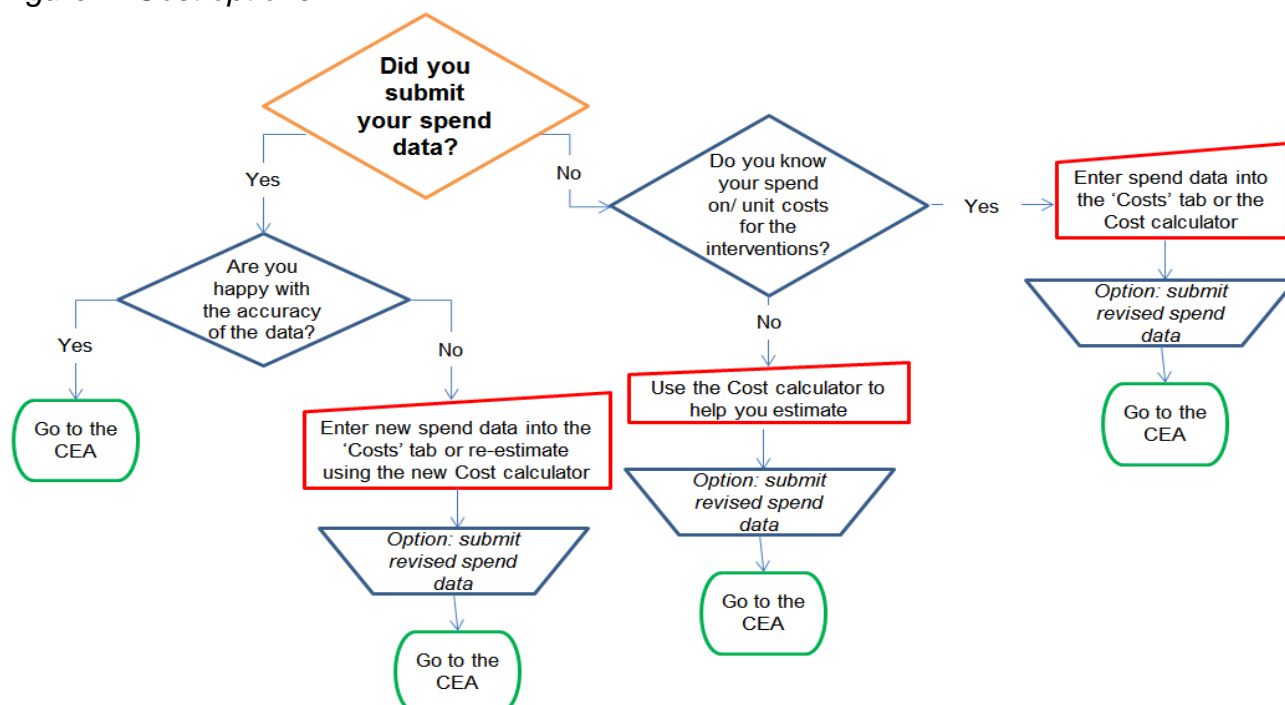 Did you
submit
your spend
data?
Yes
No
Do you know
your spend
on/ unit costs
for the
interventions?
Yes
Enter spend data into
the ‘Costs’ tab or the
Cost calculator
Are you
happy with
the accuracy
of the data?
Option: submit
revised spend
data
Yes
No
No
Go to the
CEA
Enter new spend data into the
‘Costs’ tab or re-estimate
using the new Cost calculator
Use the Cost calculator to
help you estimate
Go to the
CEA
Option: submit
revised spend
data
Option: submit
revised spend
data
Go to the
CEA
Go to the
CEA